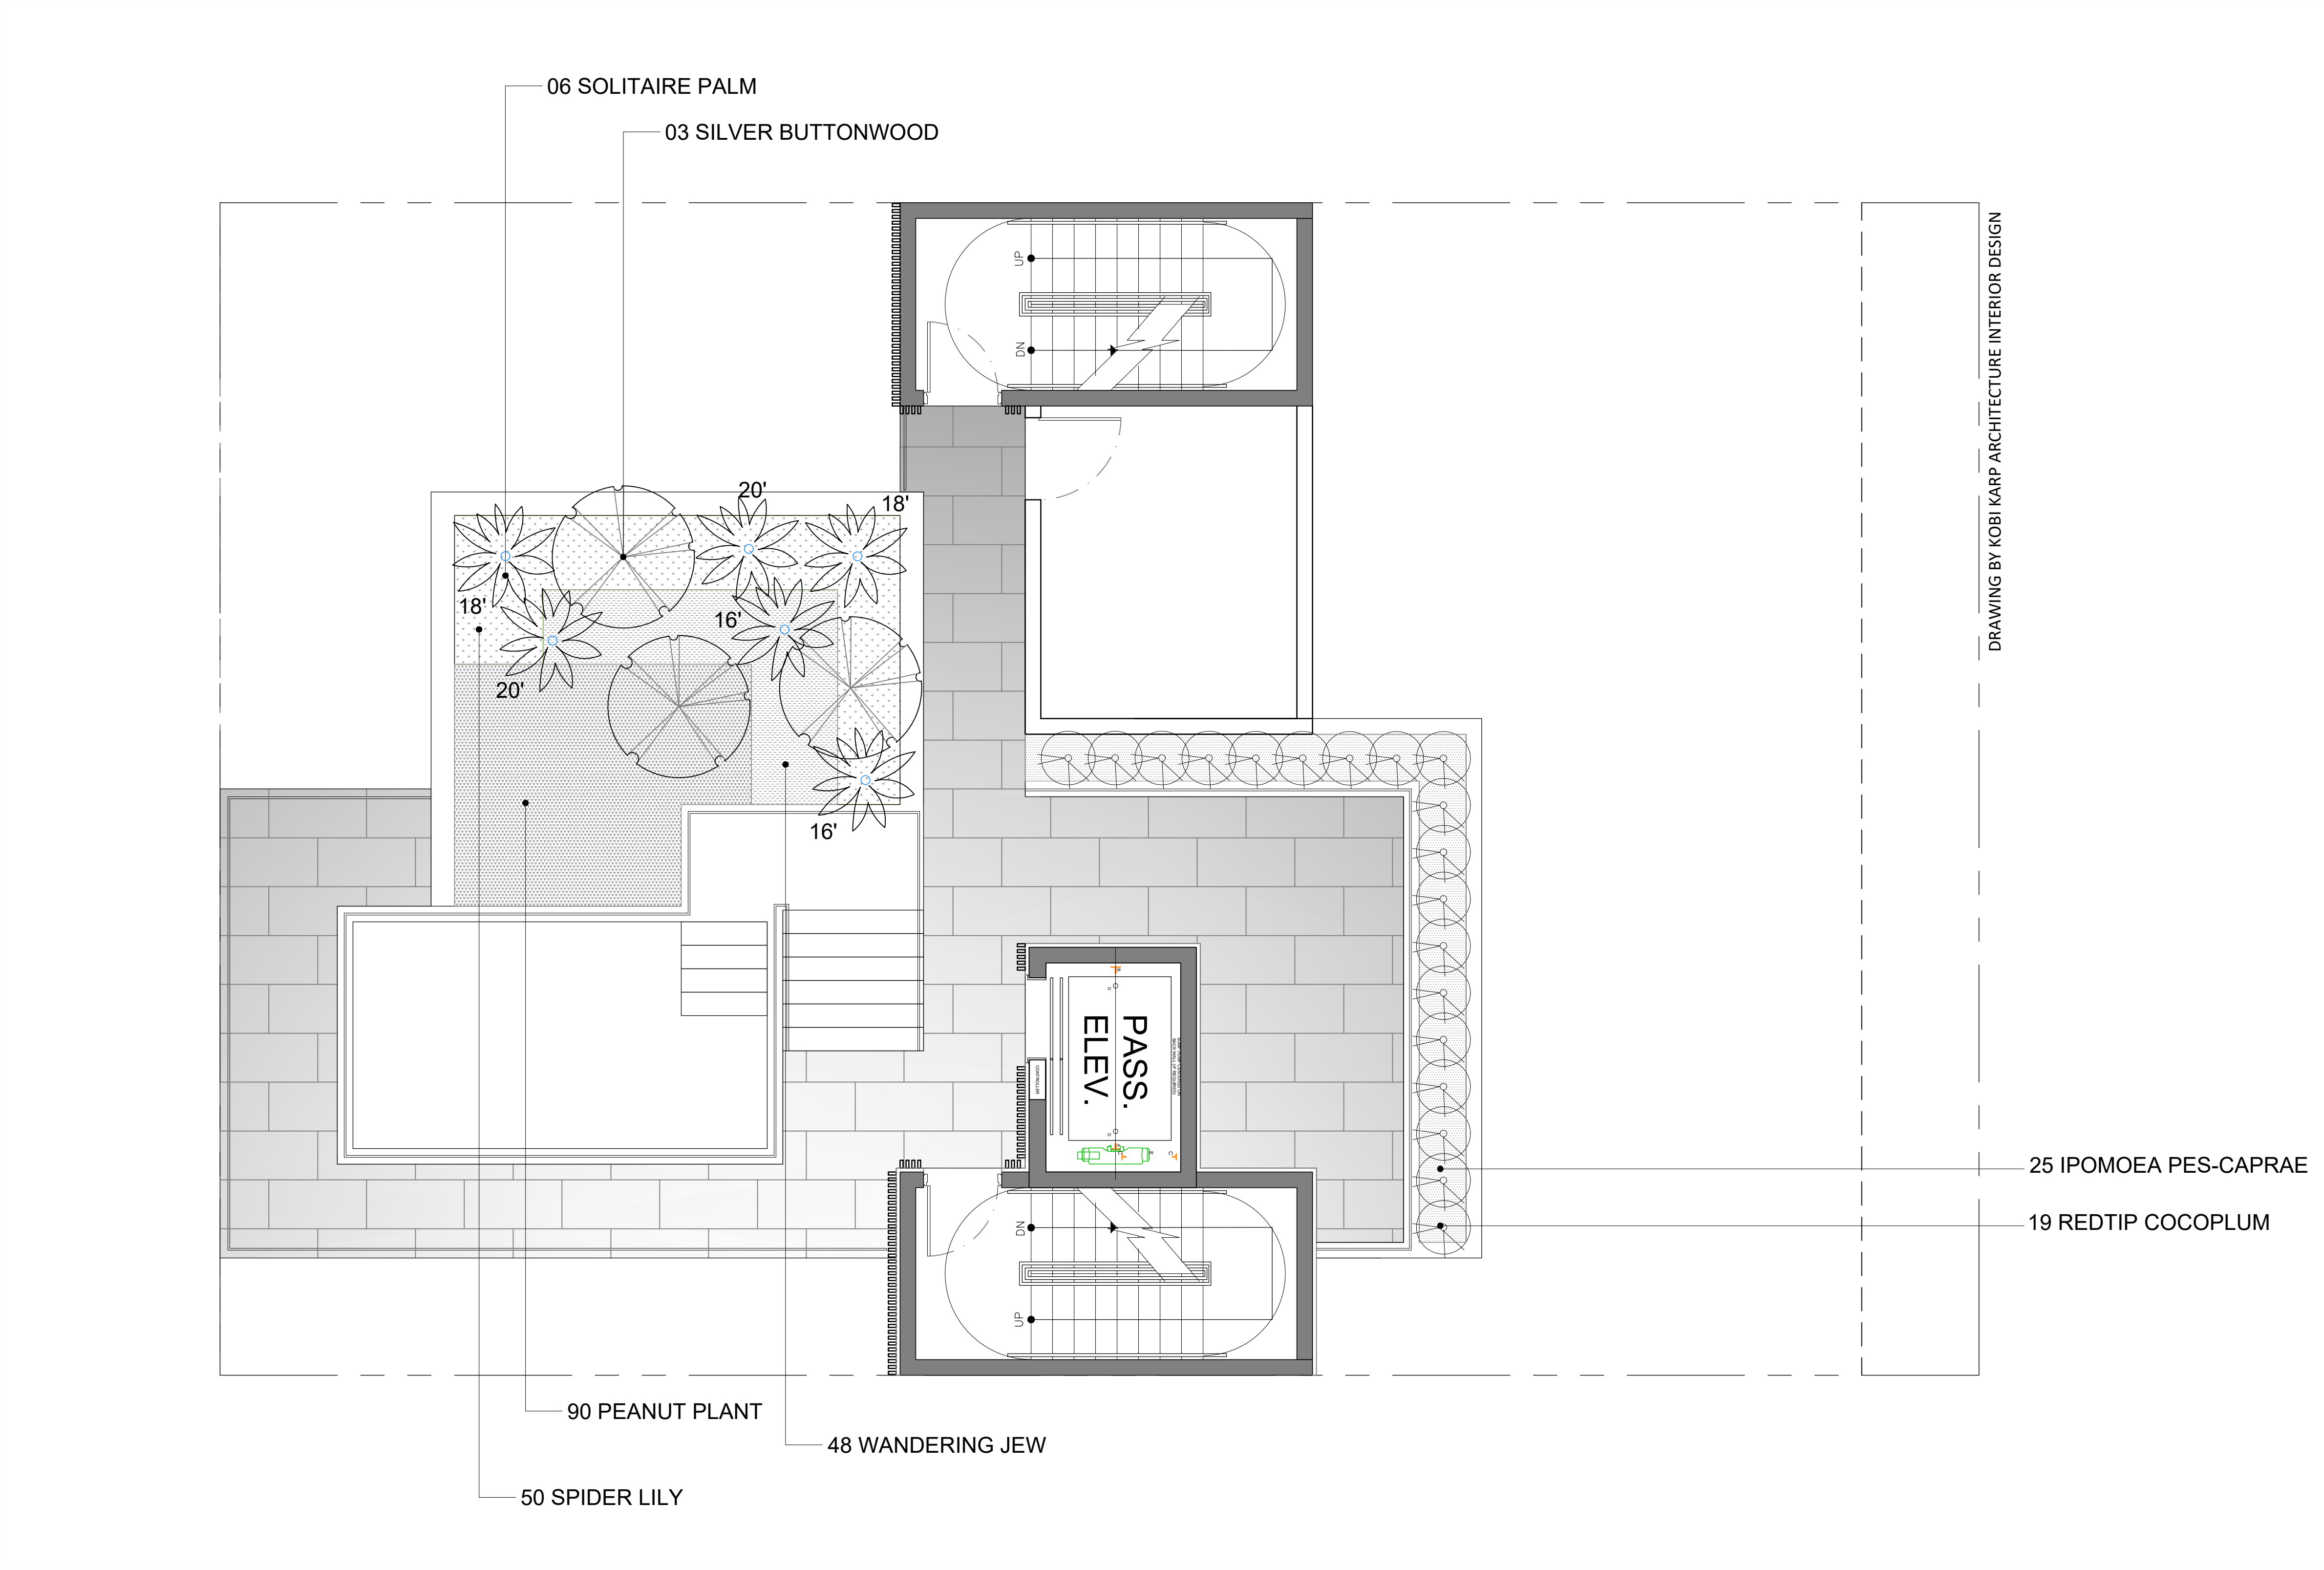 06 SOLITAIRE PALM
03 SILVER BUTTONWOOD
DRAWING BY KOBI KARP ARCHITECTURE INTERIOR DESIGN
UP
DN
20'
18'
18'
16'
20'
16'
PASS.
ELEV.
CONTROLLER
25 IPOMOEA PES-CAPRAE
19 REDTIP COCOPLUM
DN
UP
90 PEANUT PLANT
48 WANDERING JEW
50 SPIDER LILY